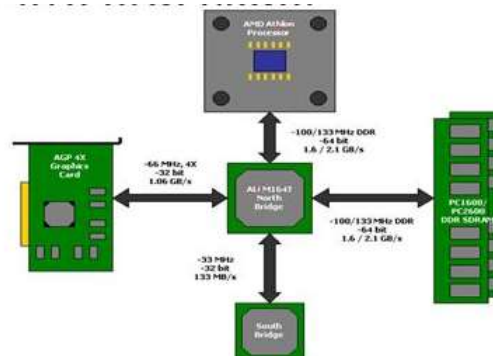 AMD Athlon
Processor
-100/133 MHz DDR
-64 bit
1.6 / 2.1 GB/s
AGP 4X
Graphics
Card
-66 MHz, 4X
-32 bit
1.06 GB/s
ALi M1647
North
Bridge
-100/133 MHz DDR
-64 bit
1.6 / 2.1 GB/s
PC1600/
PC2600
DDR SDRAM
-33 MHz
-32 bit
133 MB/s
South
Bridge